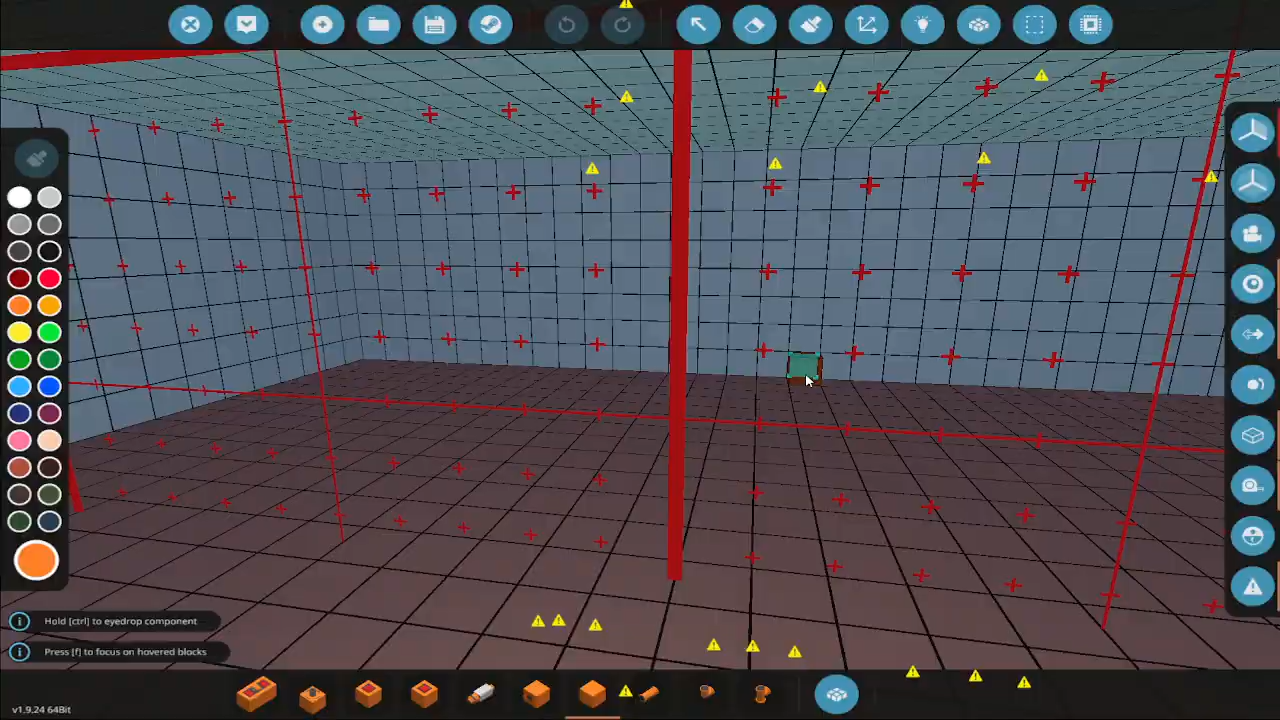 Hold [ctrl] to eyedrop component
Press [f] to focus on hovered blocks
v1.9.24 64Bit